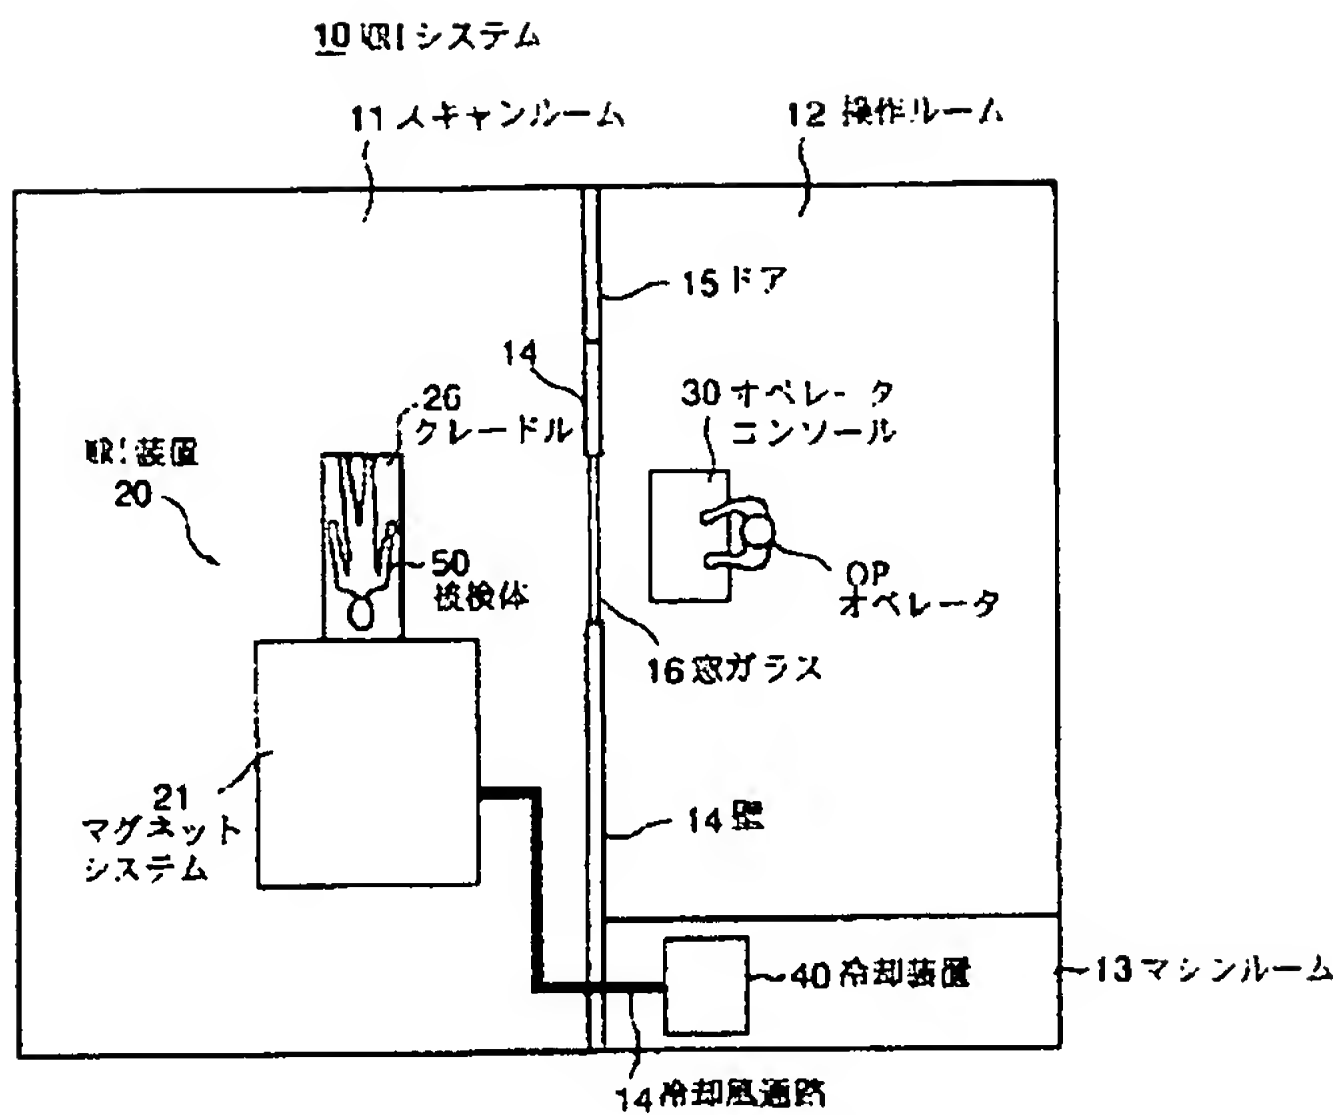 10 MRIシステム
11 スキャンルーム
12 操作ルーム
15 ドア
14
26
クレードル
30 オペレータ
コンソール
MRI装置
20
50
被検体
OP
オペレータ
16 窓ガラス
21
マグネット
システム
14 壁
40 冷却装置
13 マシンルーム
14 冷却風通路